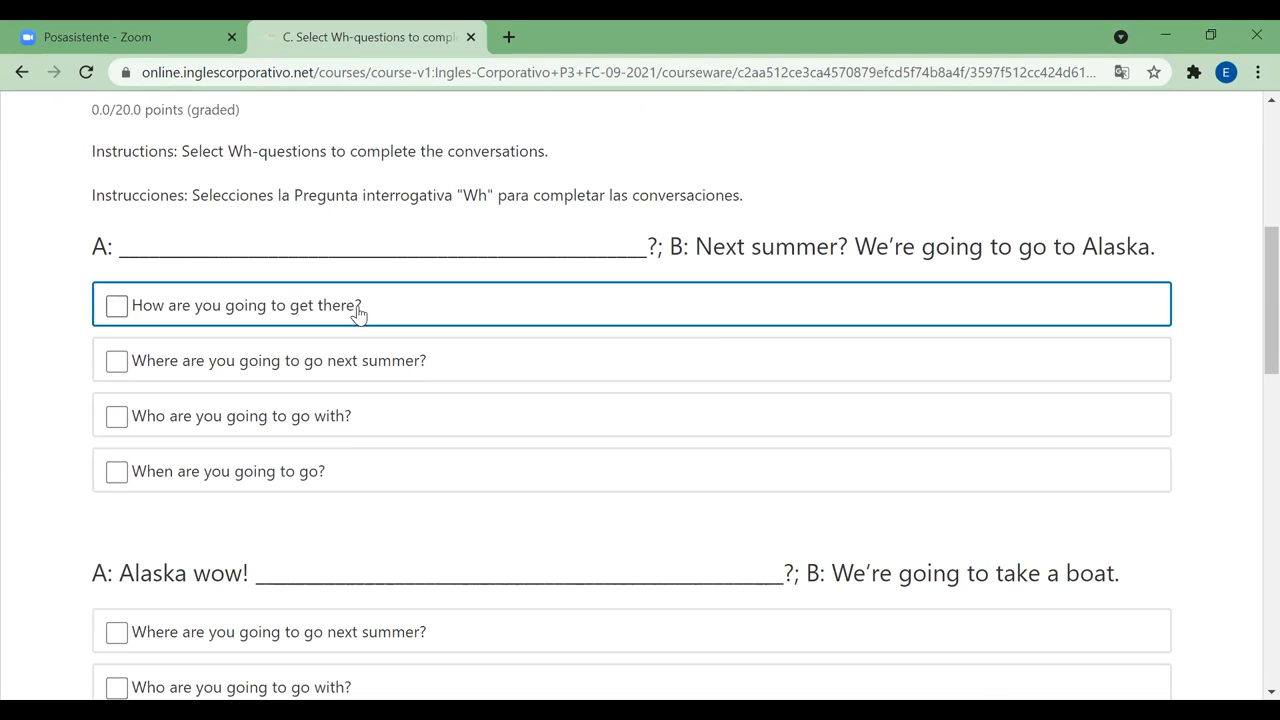 Posasistente - Zoom
C. Select Wh-questions to compl
online.inglescorporativo.net/courses/course-v1:Ingles-Corporativo+P3+FC-09-2021/courseware/c2aa512ee3ca4570879efcd5f74b8a4f/3597f512cc424d61...
E
0.0/20.0 points (graded)
Instructions: Select Wh-questions to complete the conversations.
Instrucciones: Selecciones la Pregunta interrogativa "Wh" para completar las conversaciones.
A: ________________________________________?; B: Next summer? We’re going to go to Alaska.
How are you going to get there?
Where are you going to go next summer?
Who are you going to go with?
When are you going to go?
A: Alaska wow! ________________________________________?; B: We’re going to take a boat.
Where are you going to go next summer?
Who are you going to go with?